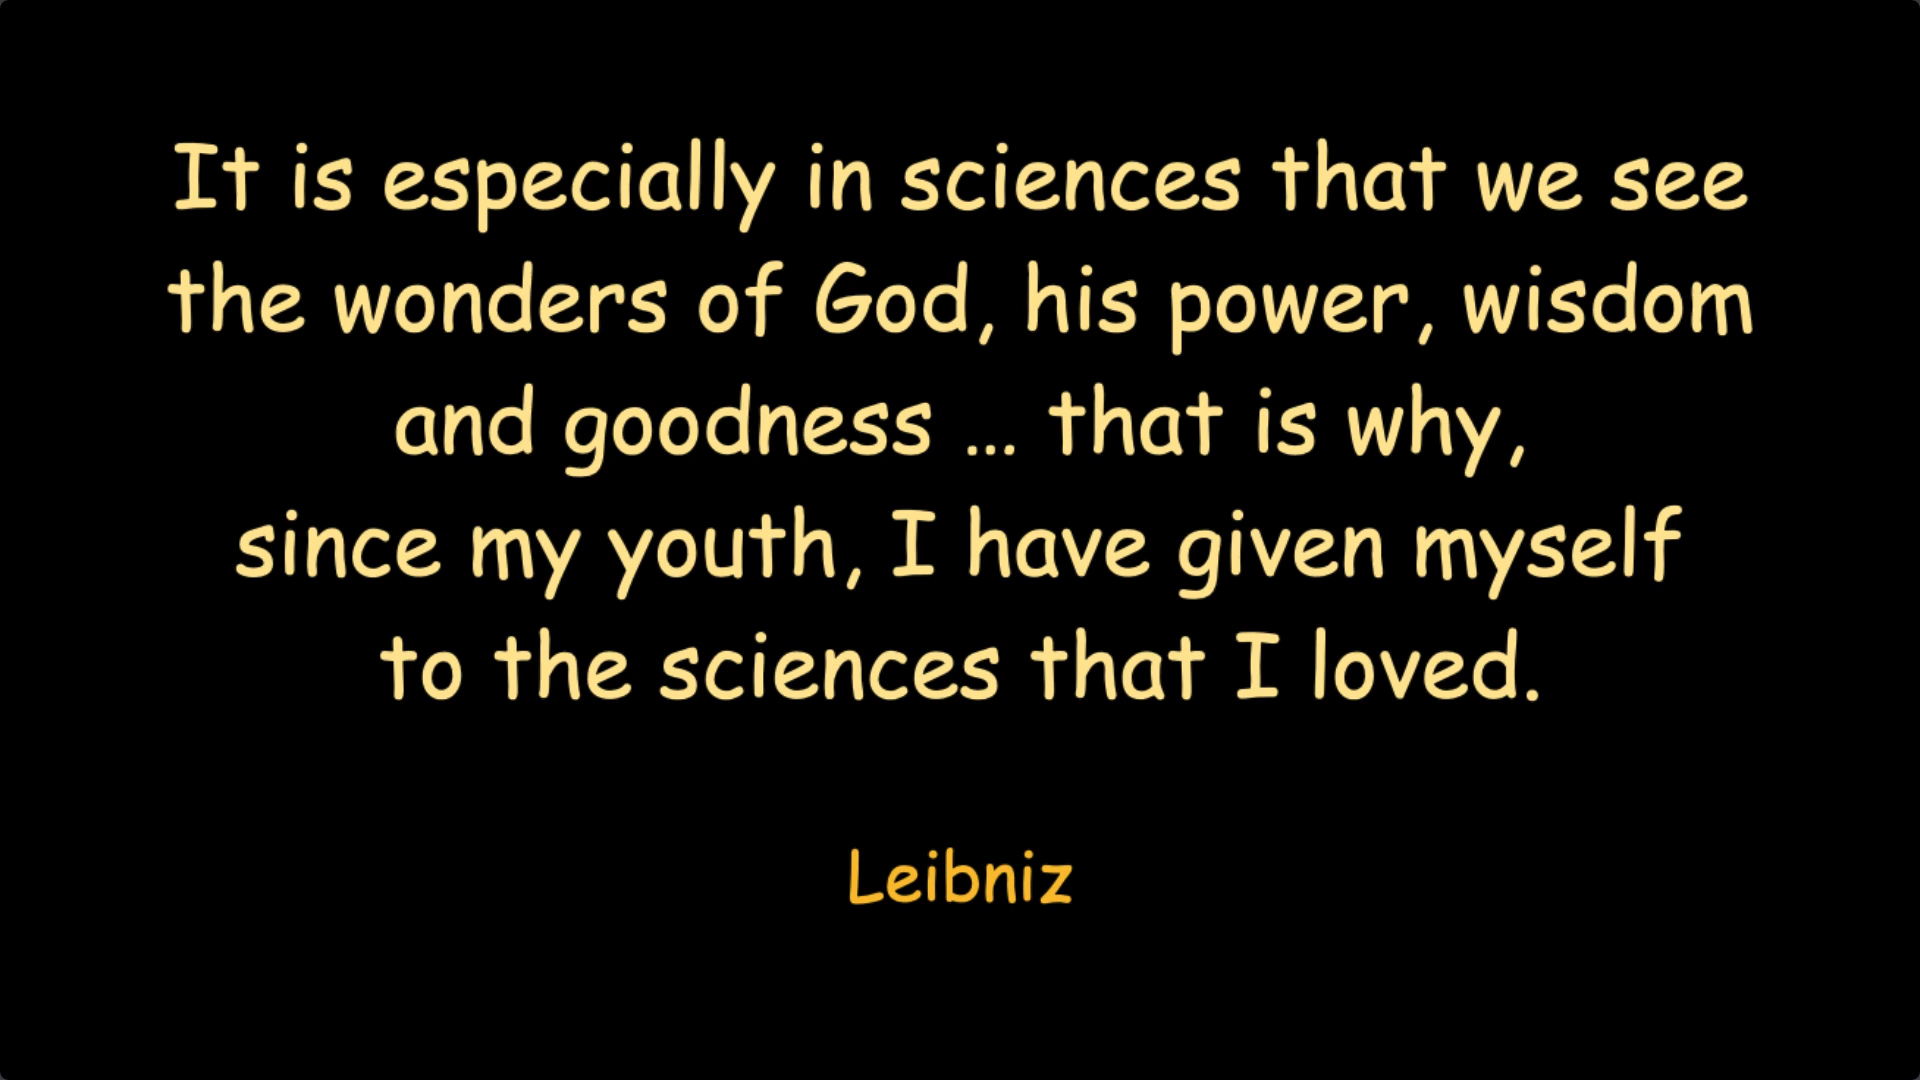 It is especially in sciences that we see
the wonders of God, his power, wisdom
and goodness … that is why,
since my youth, I have given myself
to the sciences that I loved.
Leibniz